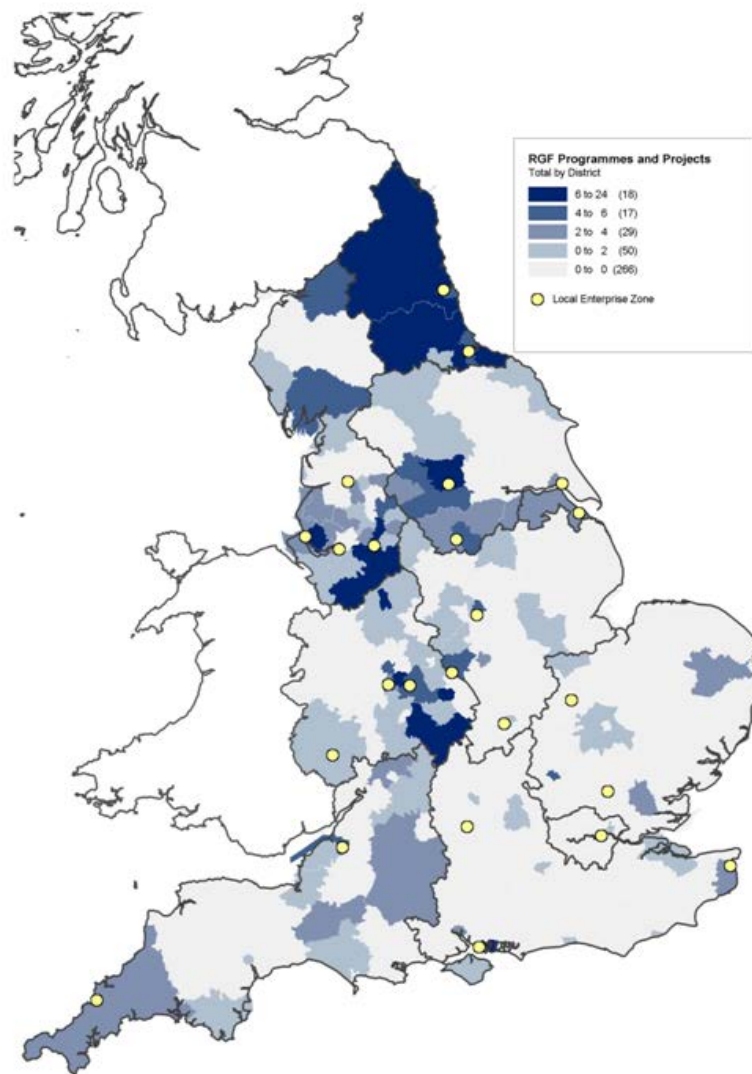 RGF Programmes and Projects
Total by District
6 to 24 (18)
4 to 6 (17)
2 to 4 (29)
0 to 2 (50)
0 to 0 (266)
Local Enterprise Zone